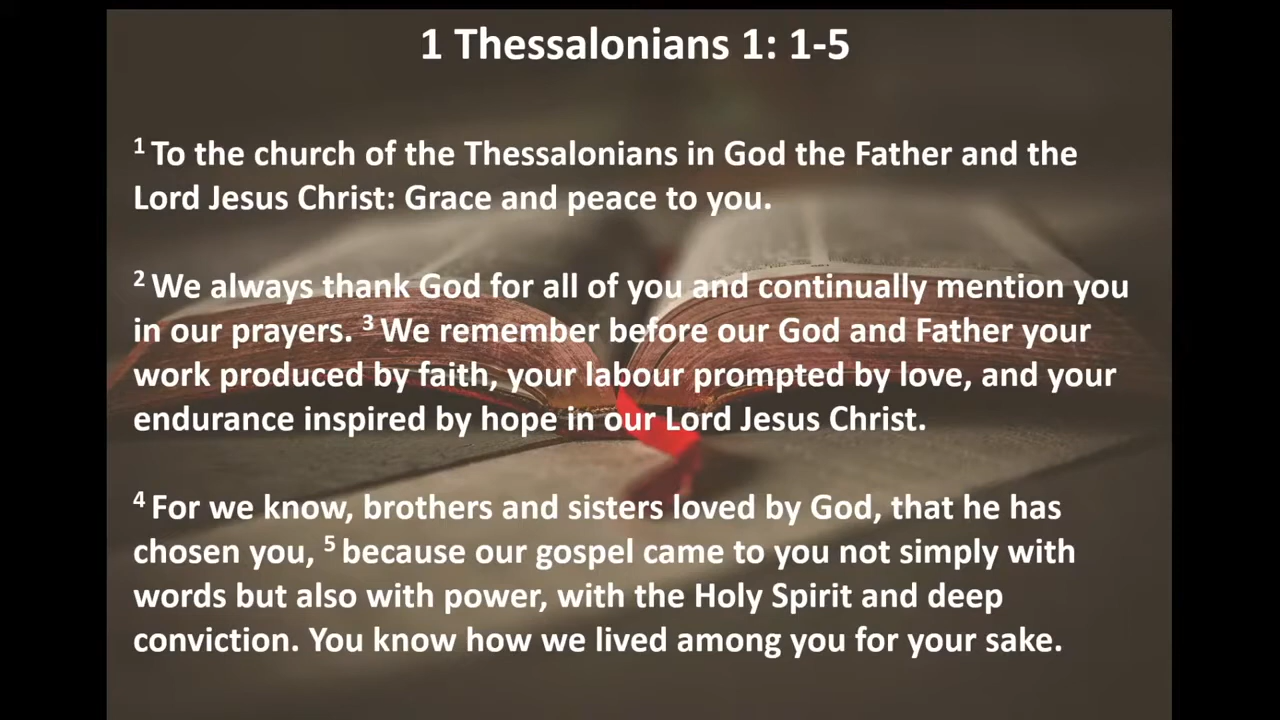 1 Thessalonians 1: 1-5
1 To the church of the Thessalonians in God the Father and the
Lord Jesus Christ: Grace and peace to you.
2 We always thank God for all of you and continually mention you
in our prayers. 3 We remember before our God and Father your
work produced by faith, your labour prompted by love, and your
endurance inspired by hope in our Lord Jesus Christ.
4 For we know, brothers and sisters loved by God, that he has
chosen you, 5 because our gospel came to you not simply with
words but also with power, with the Holy Spirit and deep
conviction. You know how we lived among you for your sake.